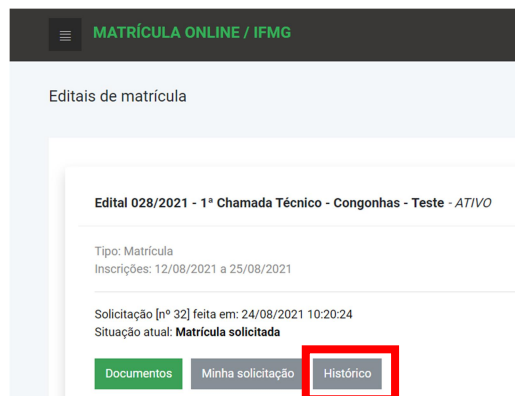 MATRÍCULA ONLINE / IFMG
Editais de matrícula
Edital 028/2021 - 1ª Chamada Técnico - Congonhas - Teste - ATIVO
Tipo: Matrícula
Inscrições: 12/08/2021 a 25/08/2021
Solicitação [nº 32] feita em: 24/08/2021 10:20:24
Situação atual: Matrícula solicitada
Documentos Minha solicitação Histórico